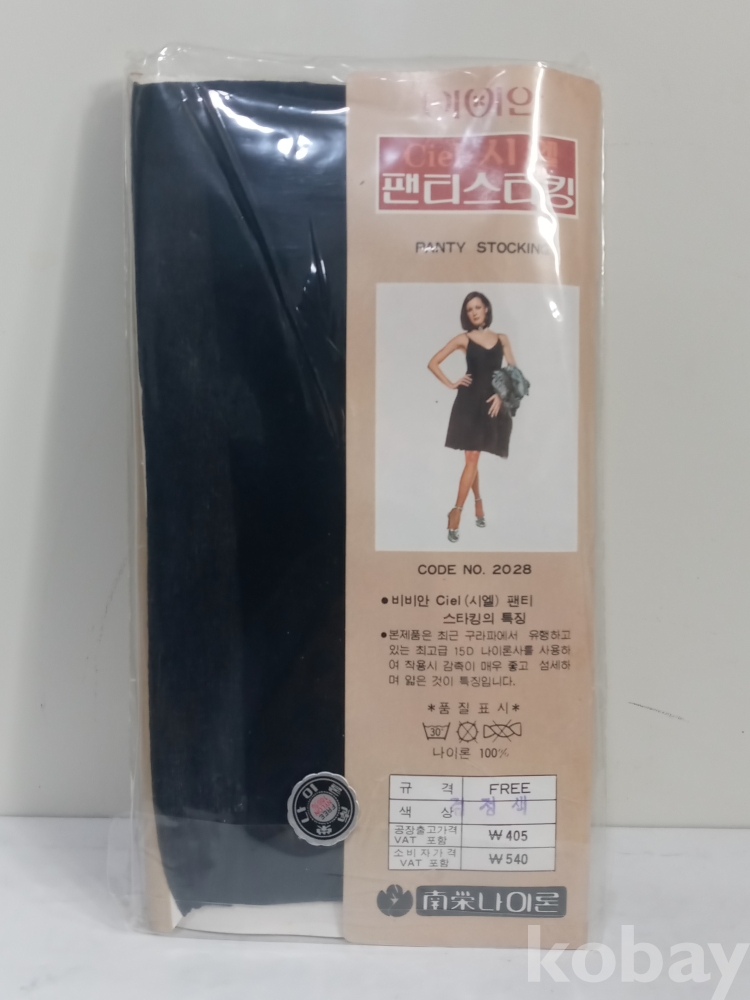 비비안
Ciel 시엘
팬티스타킹
PANTY STOCKING
CODE NO. 2028
●비비안 Ciel(시엘) 팬티
스타킹의 특징
●본제품은 최근 구라파에서 유행하고
있는 최고급 15D 나이론사를 사용하
여 착용시 감촉이 매우 좋고 섬세하
며 얇은 것이 특징입니다.
*품질표시*
30°
나이론 100%
규 격 FREE
색 상 검정색
공장출고가격
VAT 포함 ₩405
소비자가격
VAT 포함 ₩540
南栄나이론
나이론
FREE
kobay